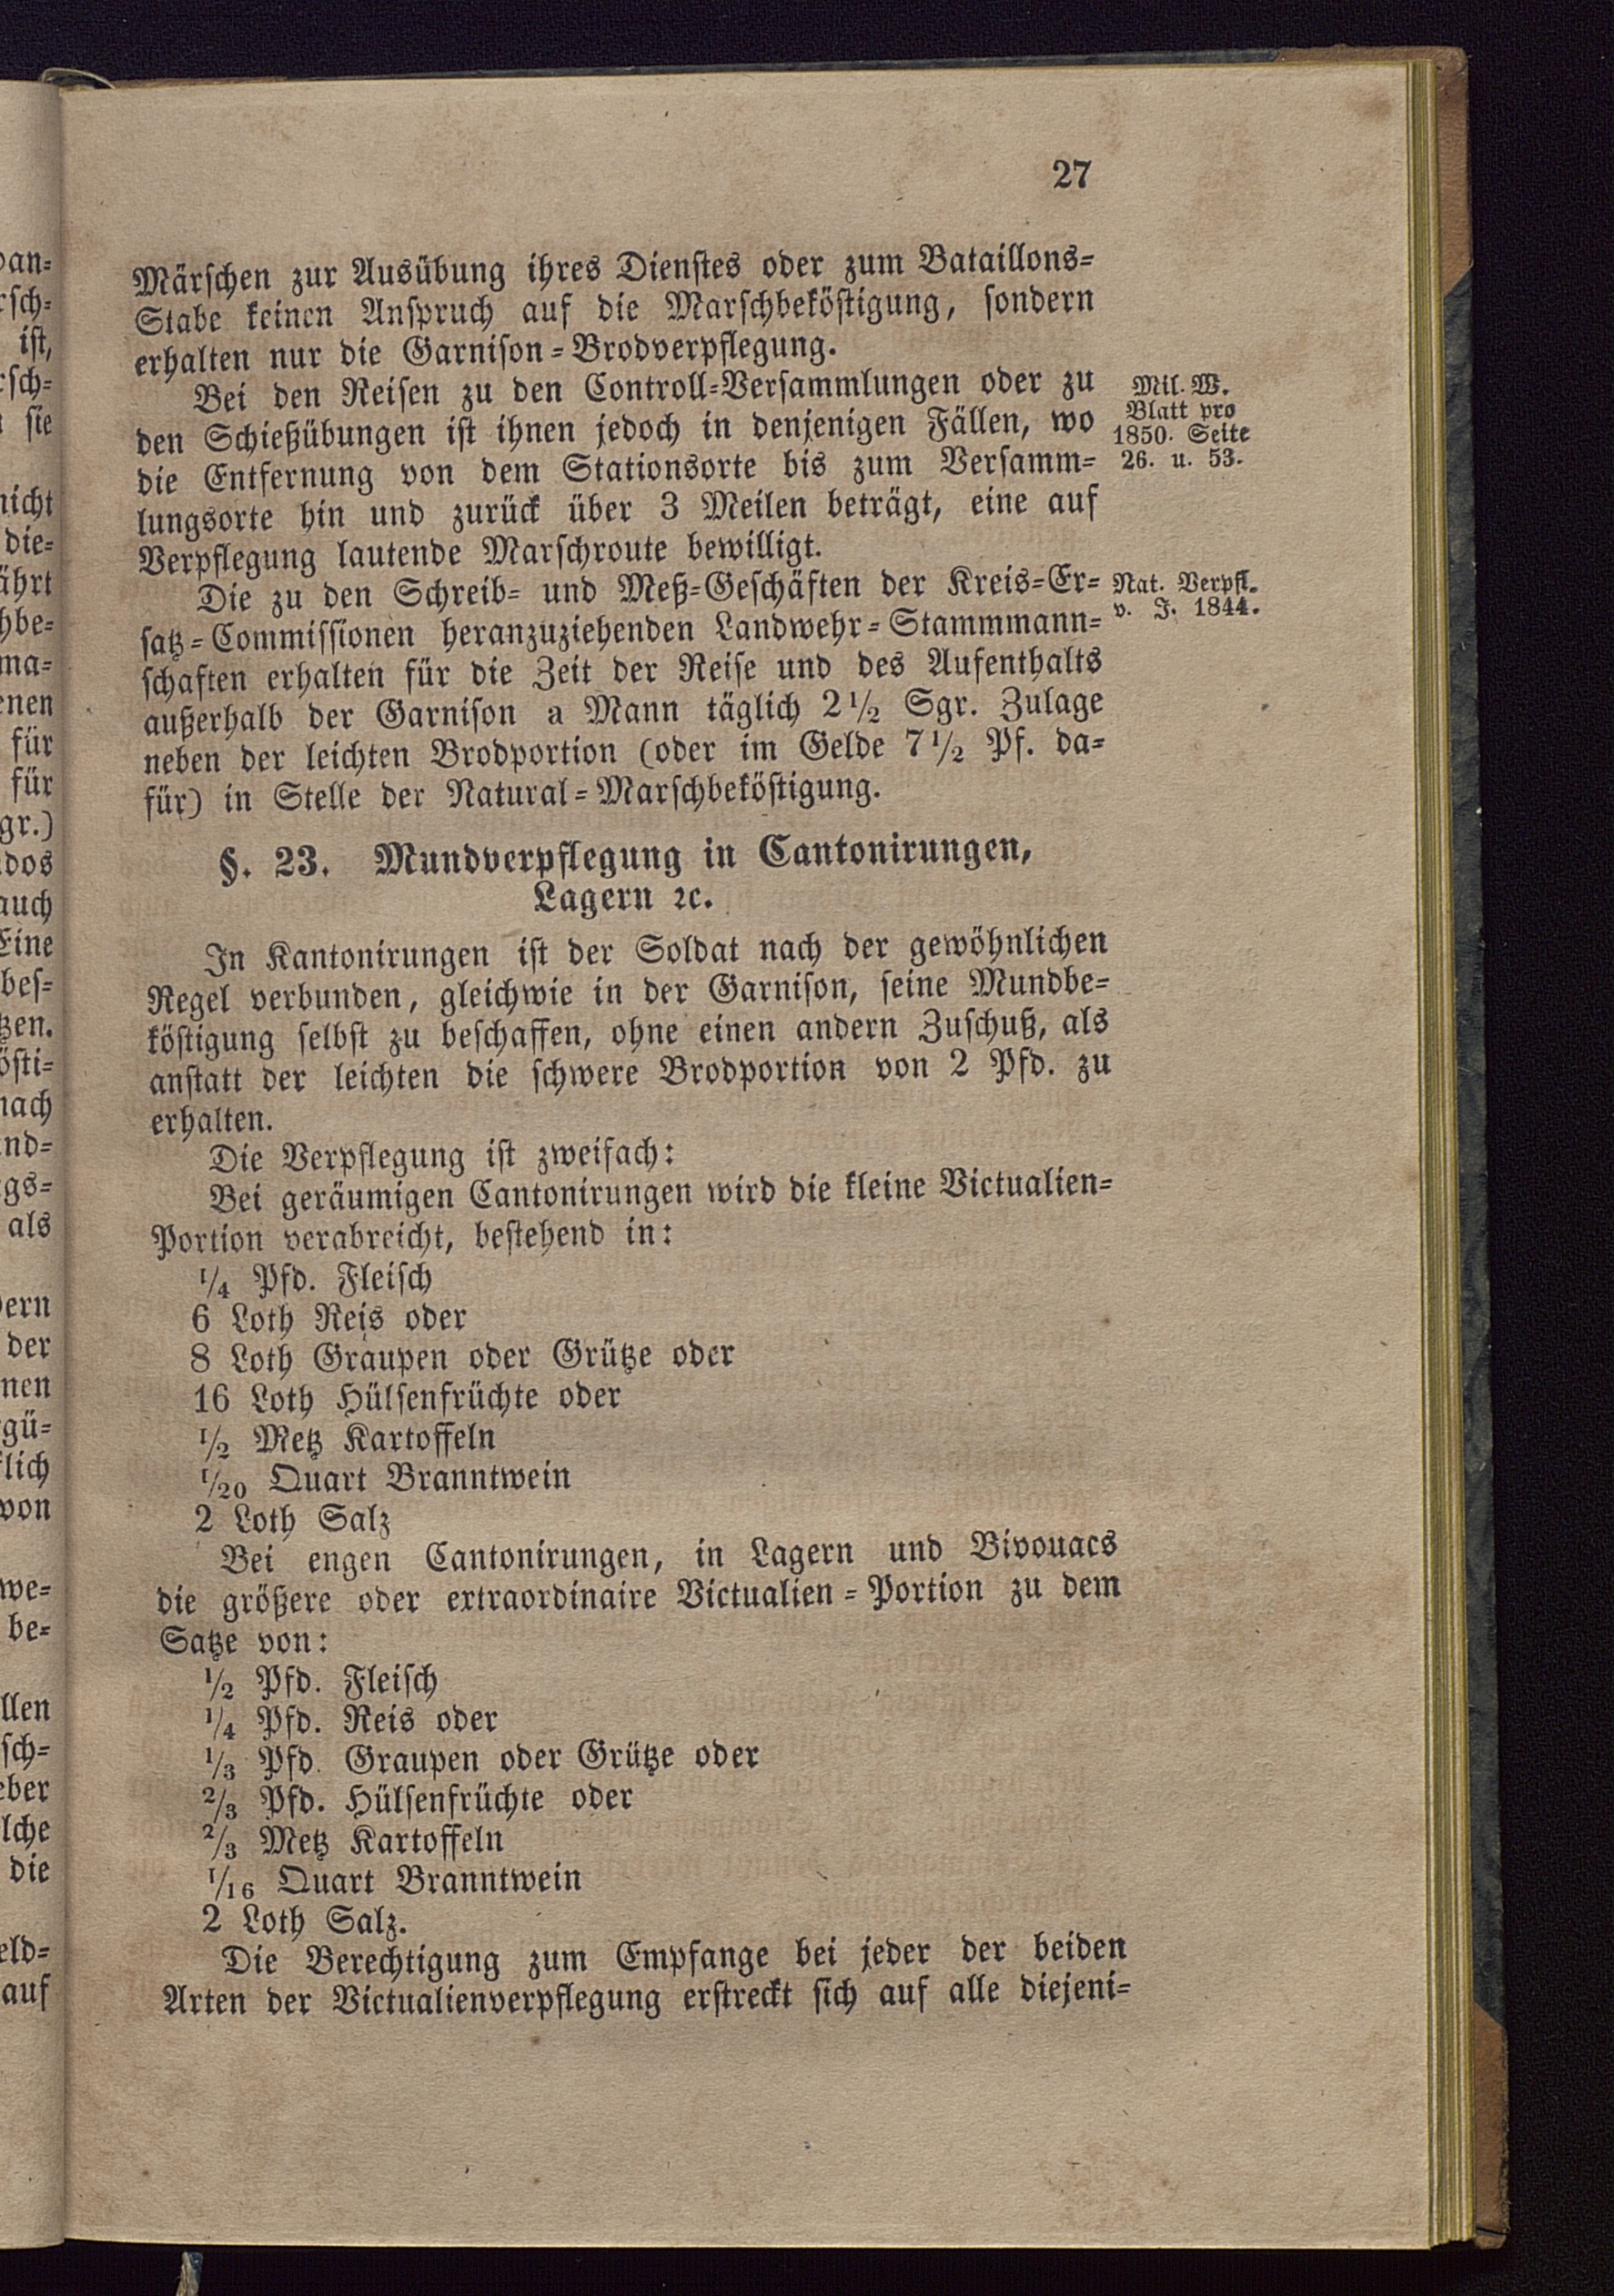 27
Märschen zur Ausübung ihres Dienstes oder zum Bataillons-
Stabe keinen Anspruch auf die Marschbeköstigung, sondern
erhalten nur die Garnison-Brodverpflegung.
Bei den Reisen zu den Controll-Versammlungen oder zu
den Schießübungen ist ihnen jedoch in denjenigen Fällen, wo
die Entfernung von dem Stationsorte bis zum Versamm-
lungsorte hin und zurück über 3 Meilen beträgt, eine auf
Verpflegung lautende Marschroute bewilligt.
Mil. W.
Blatt pro
1850. Seite
26. u. 53.
Die zu den Schreib- und Meß-Geschäften der Kreis-Er-
satz-Commissionen heranzuziehenden Landwehr-Stammmann-
schaften erhalten für die Zeit der Reise und des Aufenthalts
außerhalb der Garnison a Mann täglich 2 1/2 Sgr. Zulage
neben der leichten Brodportion (oder im Gelde 7 1/2 Pf. da-
für) in Stelle der Natural-Marschbeköstigung.
Nat. Verpfl.
v. J. 1844.
§. 23. Mundverpflegung in Cantonirungen,
Lagern ꝛc.
In Kantonirungen ist der Soldat nach der gewöhnlichen
Regel verbunden, gleichwie in der Garnison, seine Mundbe-
köstigung selbst zu beschaffen, ohne einen andern Zuschuß, als
anstatt der leichten die schwere Brodportion von 2 Pfd. zu
erhalten.
Die Verpflegung ist zweifach:
Bei geräumigen Cantonirungen wird die kleine Victualien-
Portion verabreicht, bestehend in:
1/4 Pfd. Fleisch
6 Loth Reis oder
8 Loth Graupen oder Grütze oder
16 Loth Hülsenfrüchte oder
1/2 Metz Kartoffeln
1/20 Quart Branntwein
2 Loth Salz
Bei engen Cantonirungen, in Lagern und Bivouacs
die größere oder extraordinaire Victualien-Portion zu dem
Satze von:
1/2 Pfd. Fleisch
1/4 Pfd. Reis oder
1/3 Pfd. Graupen oder Grütze oder
2/3 Pfd. Hülsenfrüchte oder
2/3 Metz Kartoffeln
1/16 Quart Branntwein
2 Loth Salz.
Die Berechtigung zum Empfange bei jeder der beiden
Arten der Victualienverpflegung erstreckt sich auf alle diejeni-